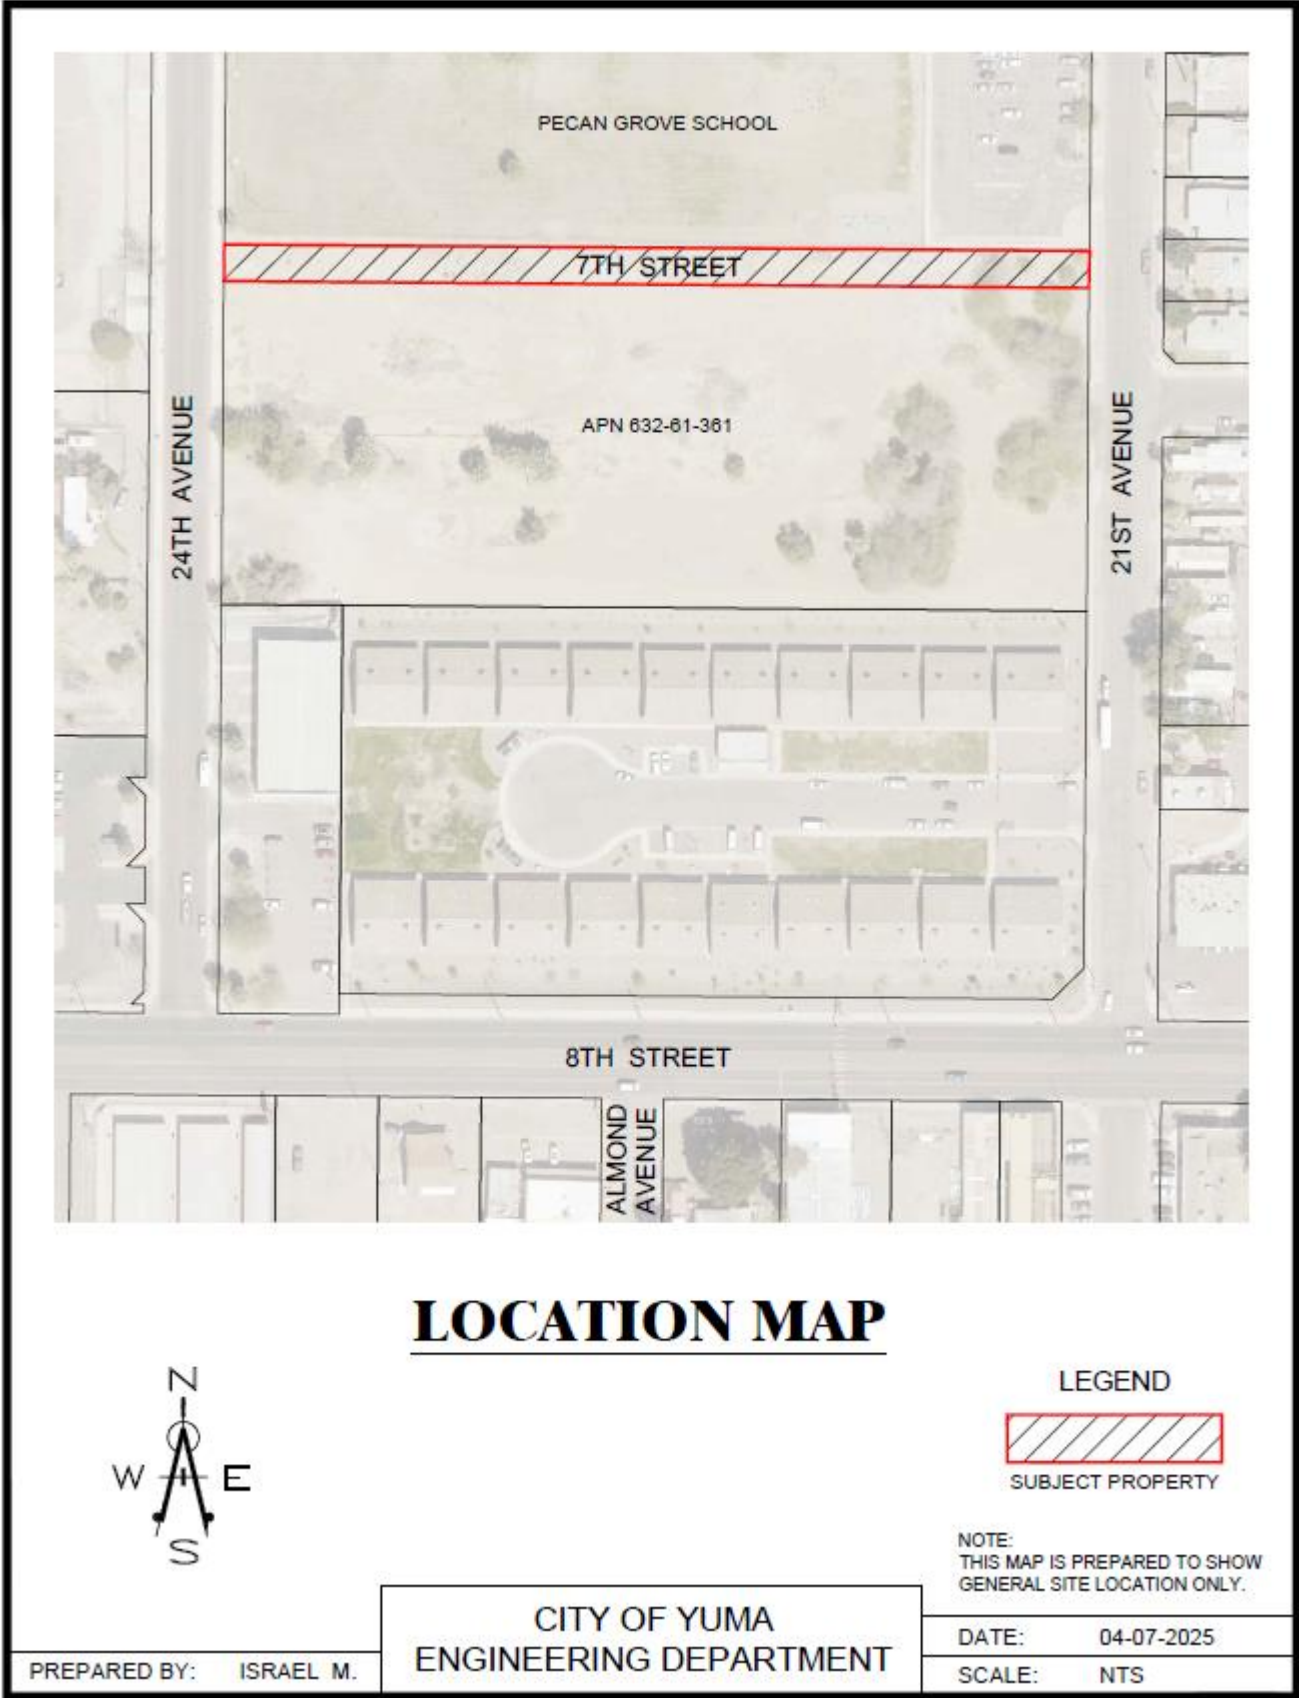 PECAN GROVE SCHOOL
7TH STREET
APN 632-61-361
24TH AVENUE
21ST AVENUE
8TH STREET
ALMOND
AVENUE
LOCATION MAP
N
W E
S
LEGEND
SUBJECT PROPERTY
NOTE:
THIS MAP IS PREPARED TO SHOW
GENERAL SITE LOCATION ONLY.
PREPARED BY: ISRAEL M.
CITY OF YUMA
ENGINEERING DEPARTMENT
DATE: 04-07-2025
SCALE: NTS